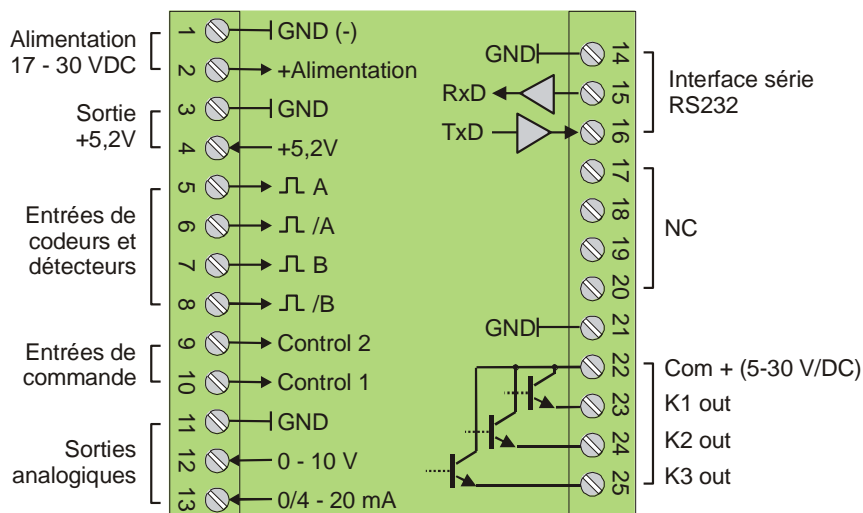 Alimentation
17 - 30 VDC
Sortie
+5,2V
Entrées de
codeurs et
détecteurs
Entrées de
commande
Sorties
analogiques
1 GND (-)
2 +Alimentation
3 GND
4 +5,2V
5 A
6 /A
7 B
8 /B
9 Control 2
10 Control 1
11 GND
12 0 - 10 V
13 0/4 - 20 mA
GND 14
RxD 15
TxD 16
17
18
19
20
GND 21
22
23
24
25
Interface série
RS232
NC
Com + (5-30 V/DC)
K1 out
K2 out
K3 out